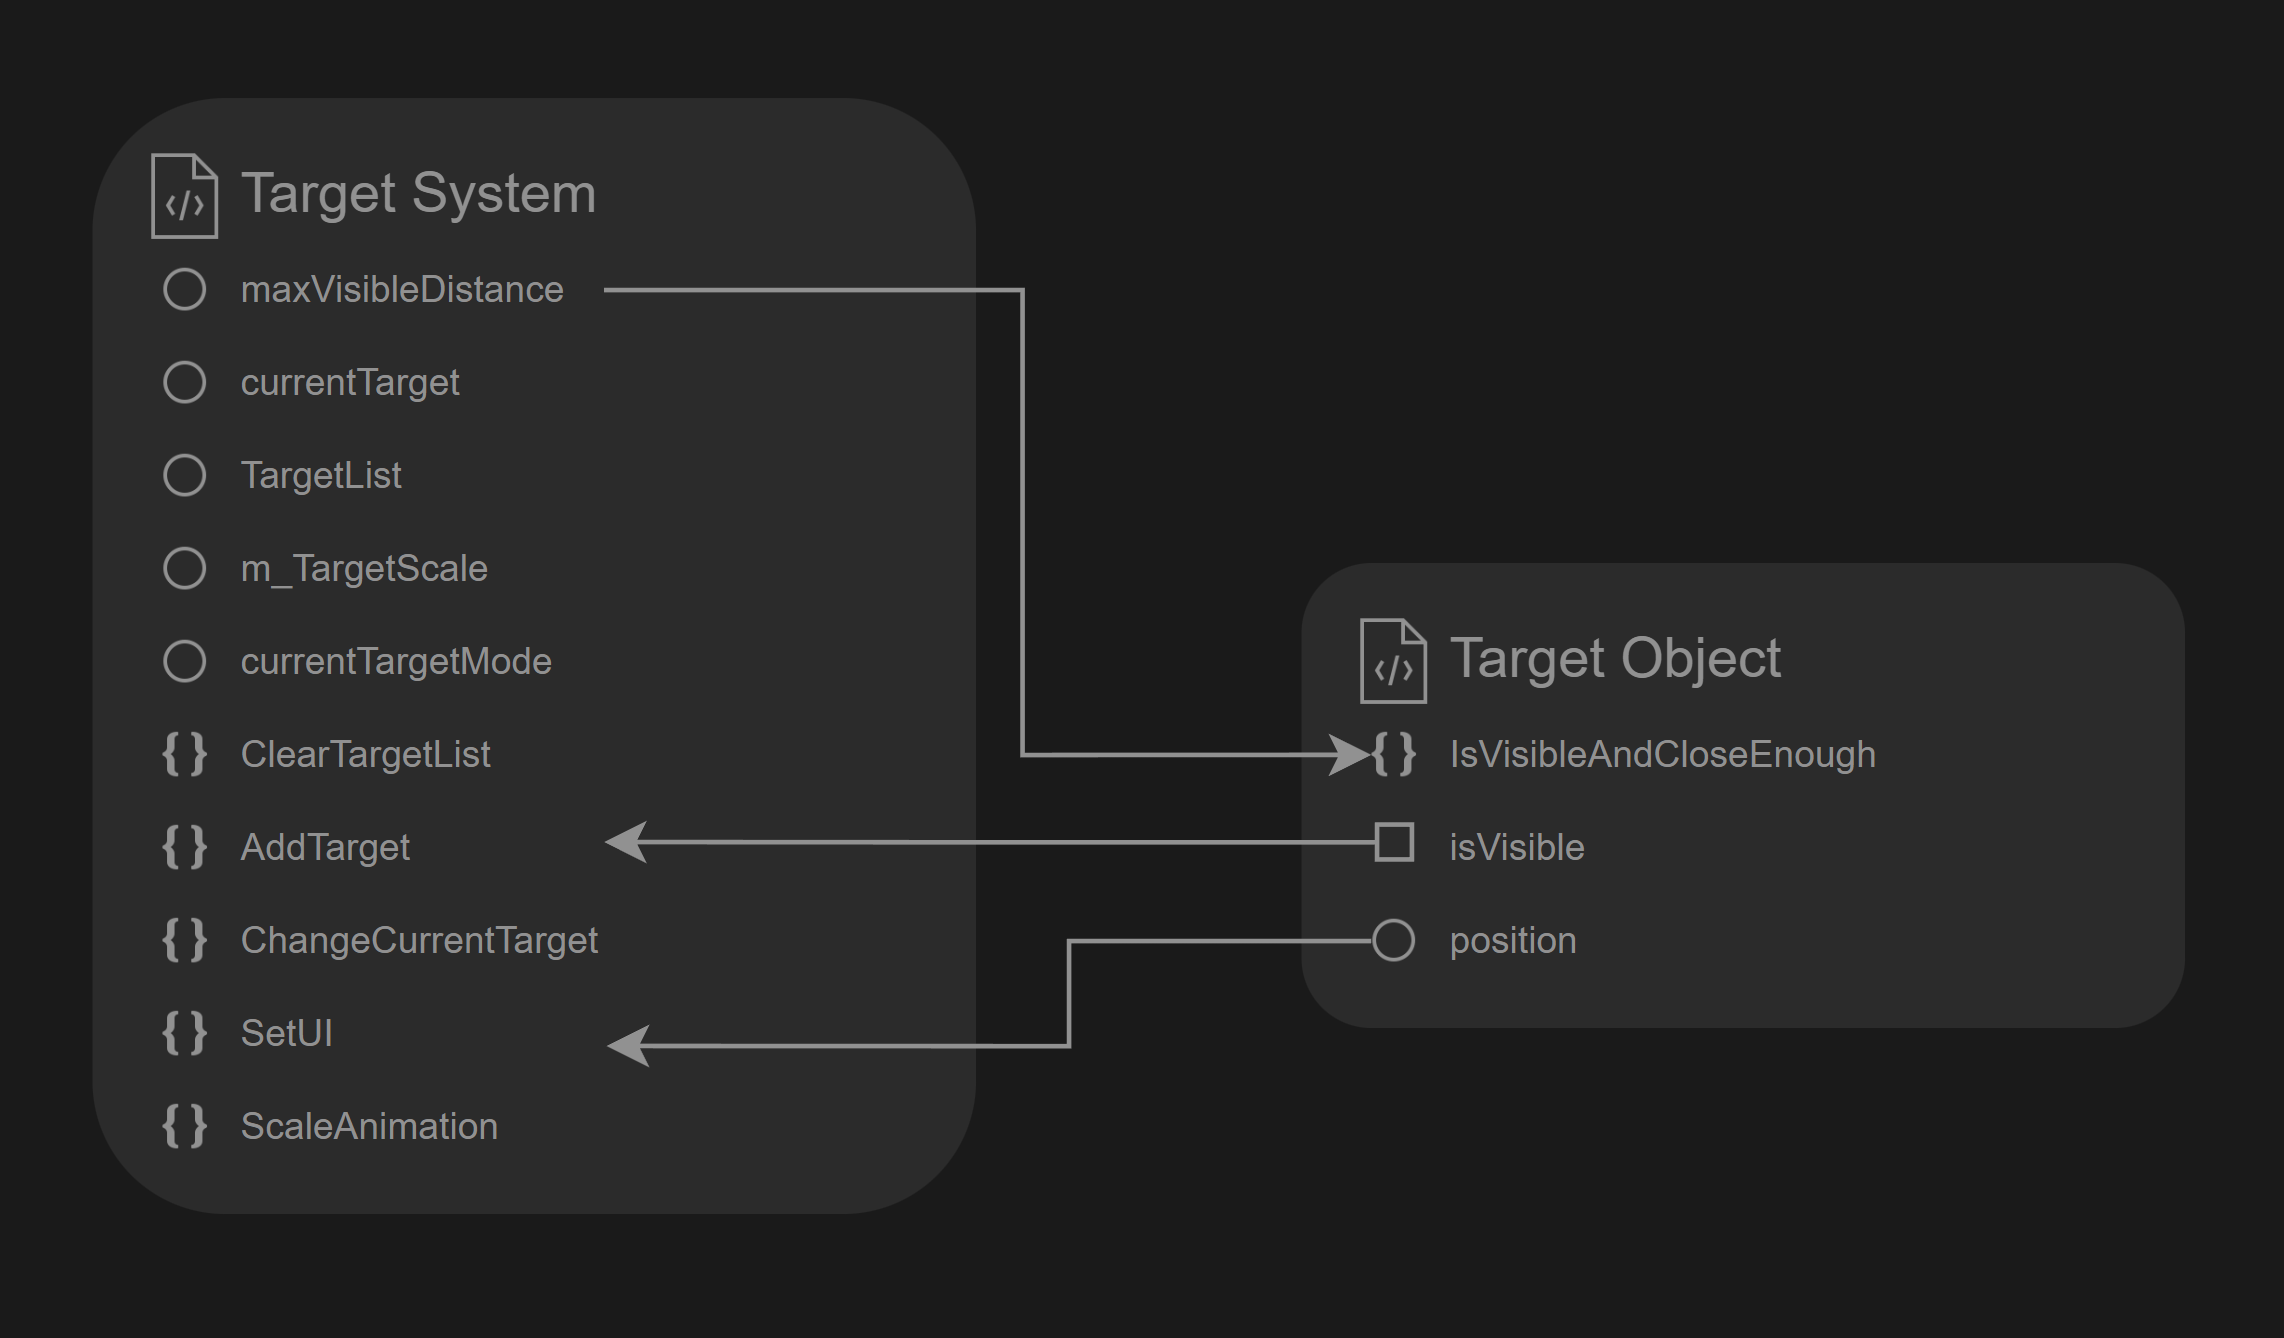 Target System
maxVisibleDistance
currentTarget
TargetList
m_TargetScale
currentTargetMode
{ } ClearTargetList
{ } AddTarget
{ } ChangeCurrentTarget
{ } SetUI
{ } ScaleAnimation
Target Object
{ } IsVisibleAndCloseEnough
isVisible
position